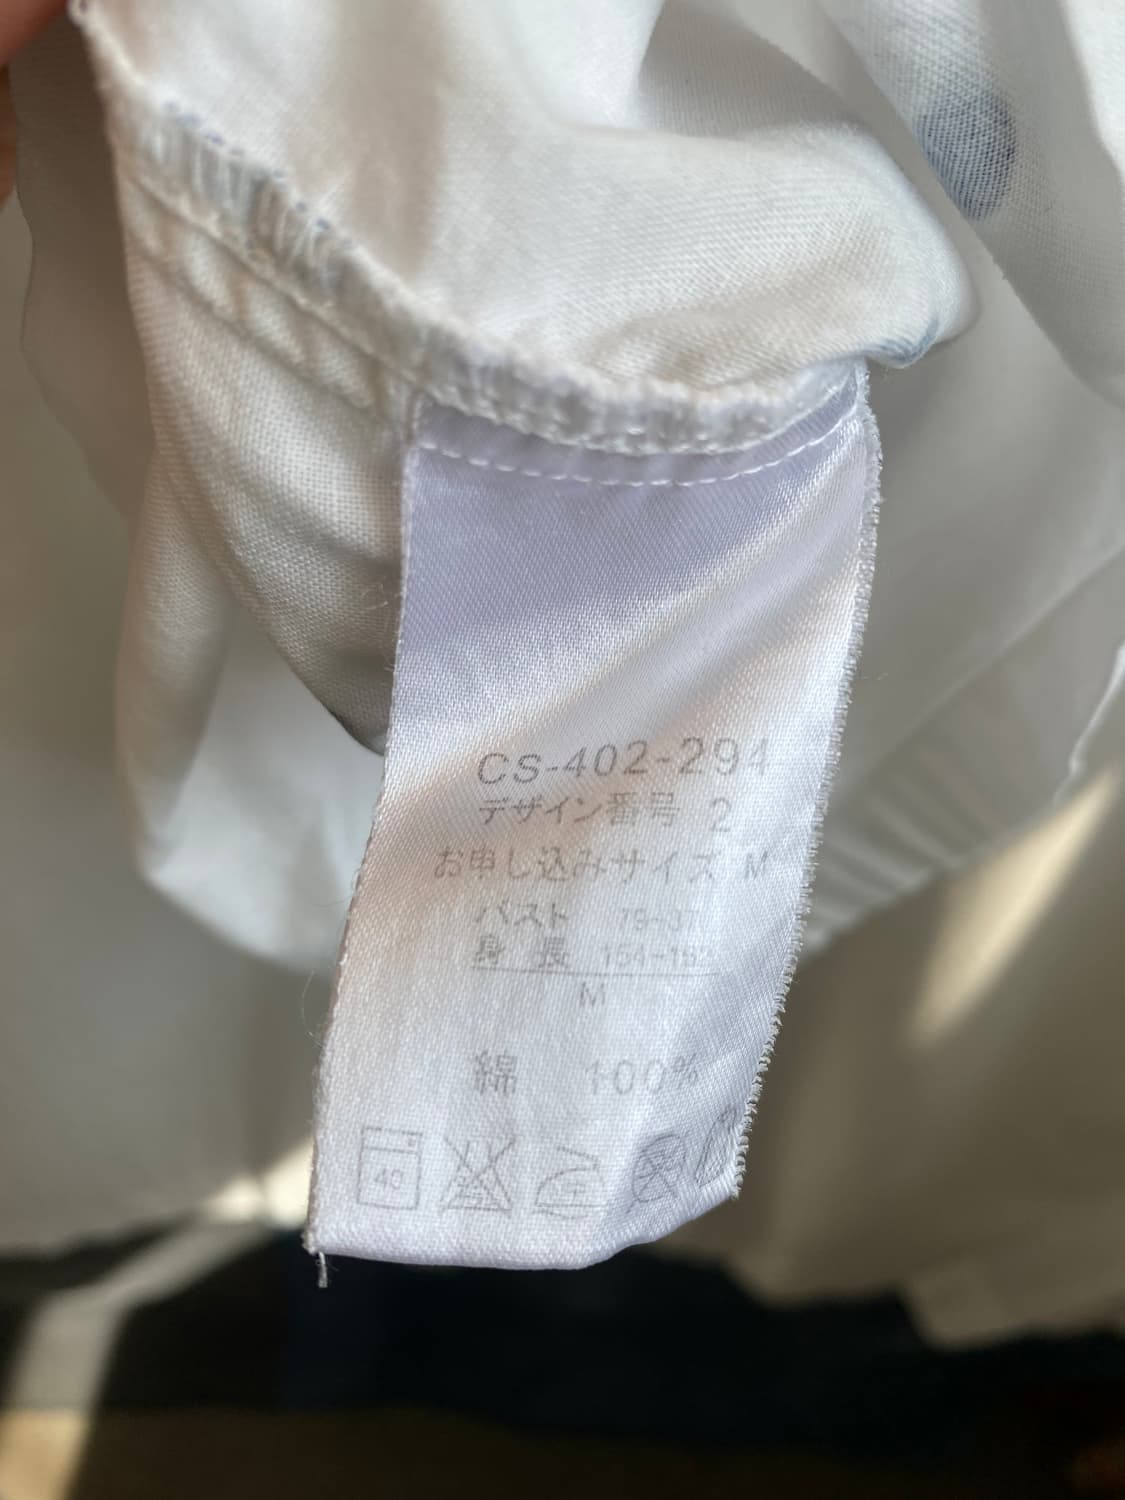 CS-402-294
デザイン番号 2
お申し込みサイズ M
バスト
身長
M
綿 100%
40